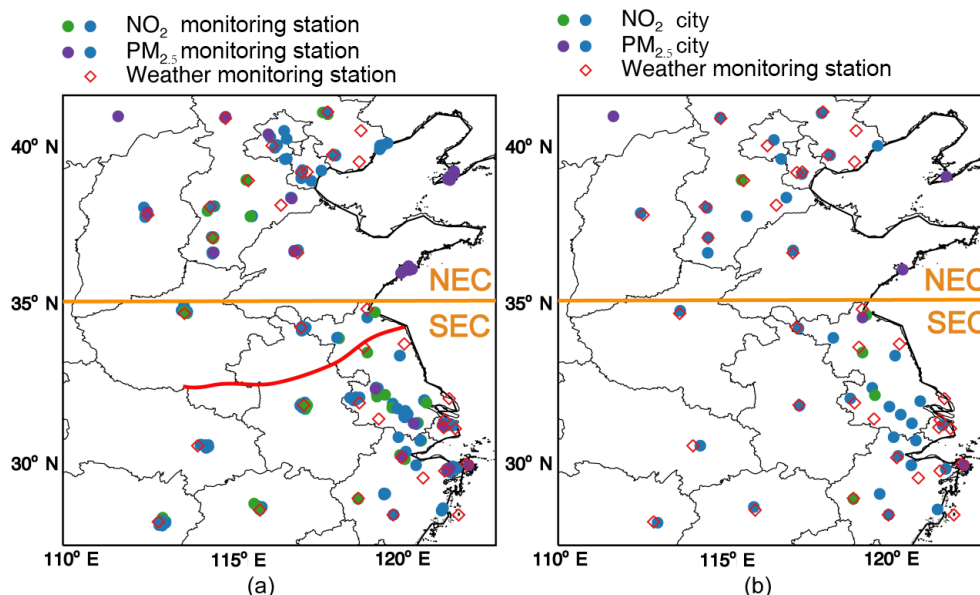 NO₂ monitoring station
PM₂.₅ monitoring station
Weather monitoring station
40° N
35° N
30° N
NEC
SEC
110° E
115° E
120° E
(a)
NO₂ city
PM₂.₅ city
Weather monitoring station
40° N
35° N
30° N
NEC
SEC
110° E
115° E
120° E
(b)